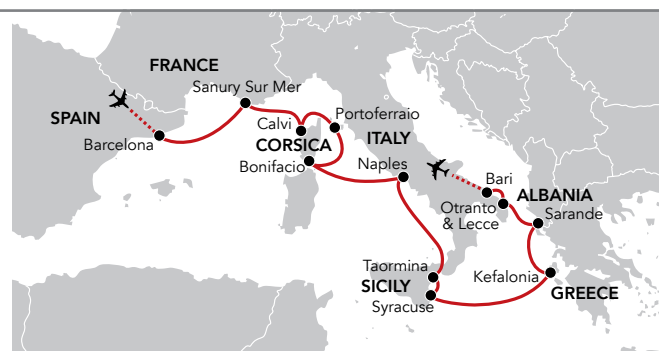 FRANCE
Sanury Sur Mer
SPAIN
Barcelona
Calvi
Portoferraio
CORSICA
ITALY
Bonifacio
Naples
Bari
ALBANIA
Otranto
& Lecce
Sarande
Taormina
SICILY
Syracuse
Kefalonia
GREECE